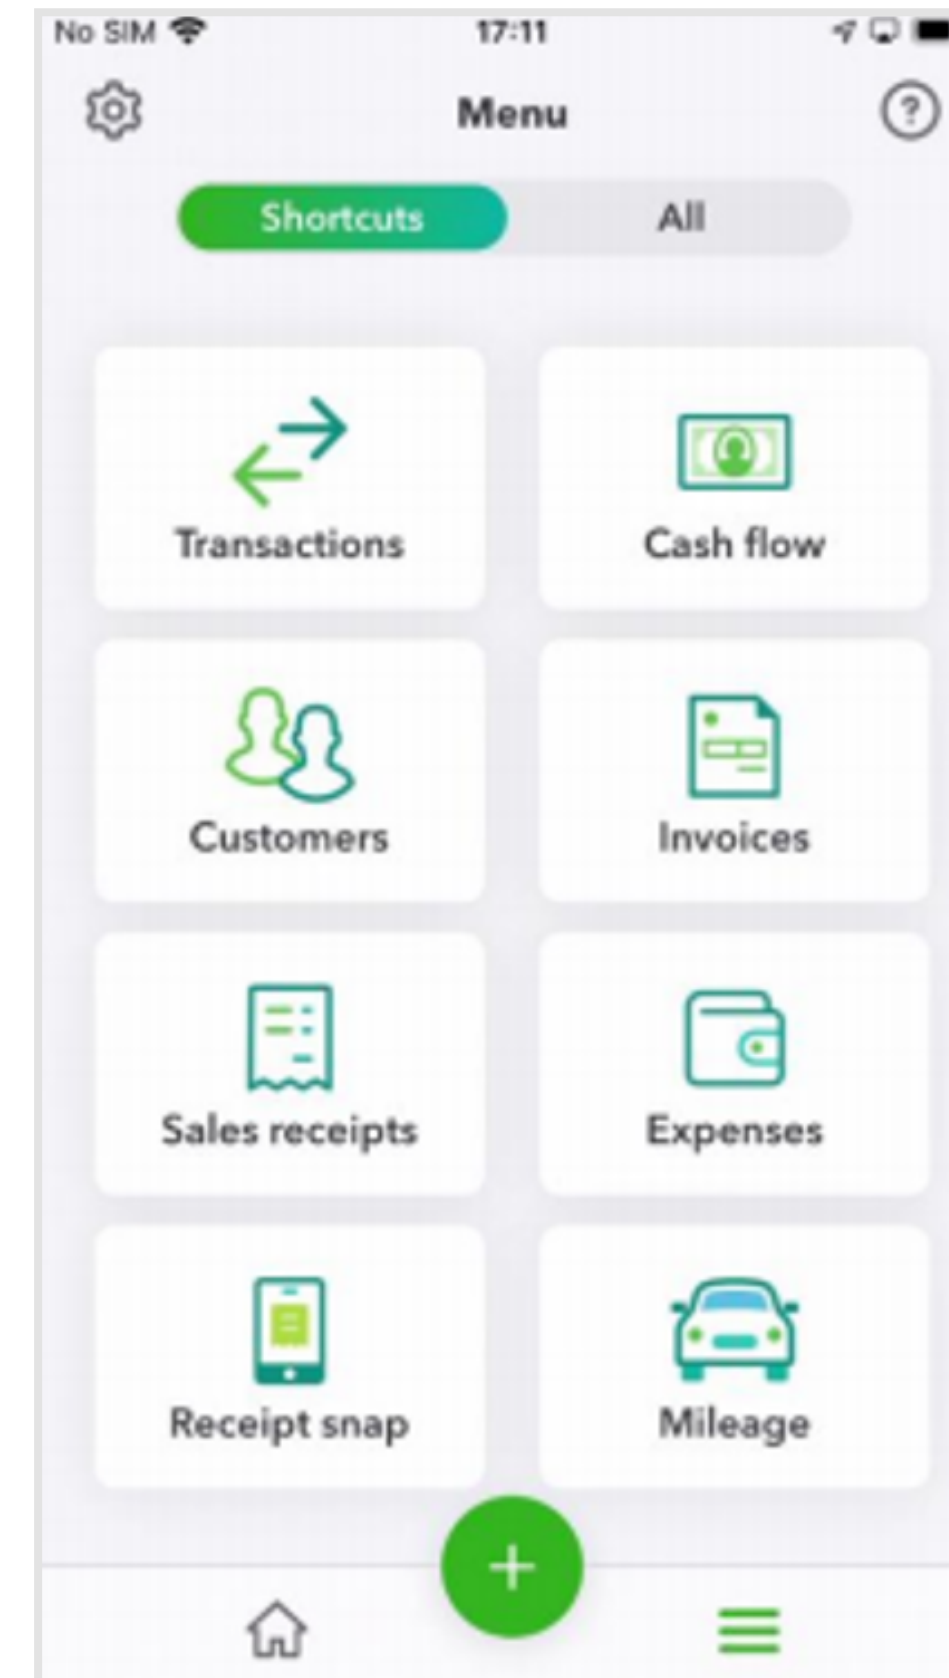 No SIM 17:11
Menu
?
Shortcuts All
Transactions Cash flow
Customers Invoices
Sales receipts Expenses
Receipt snap Mileage
+